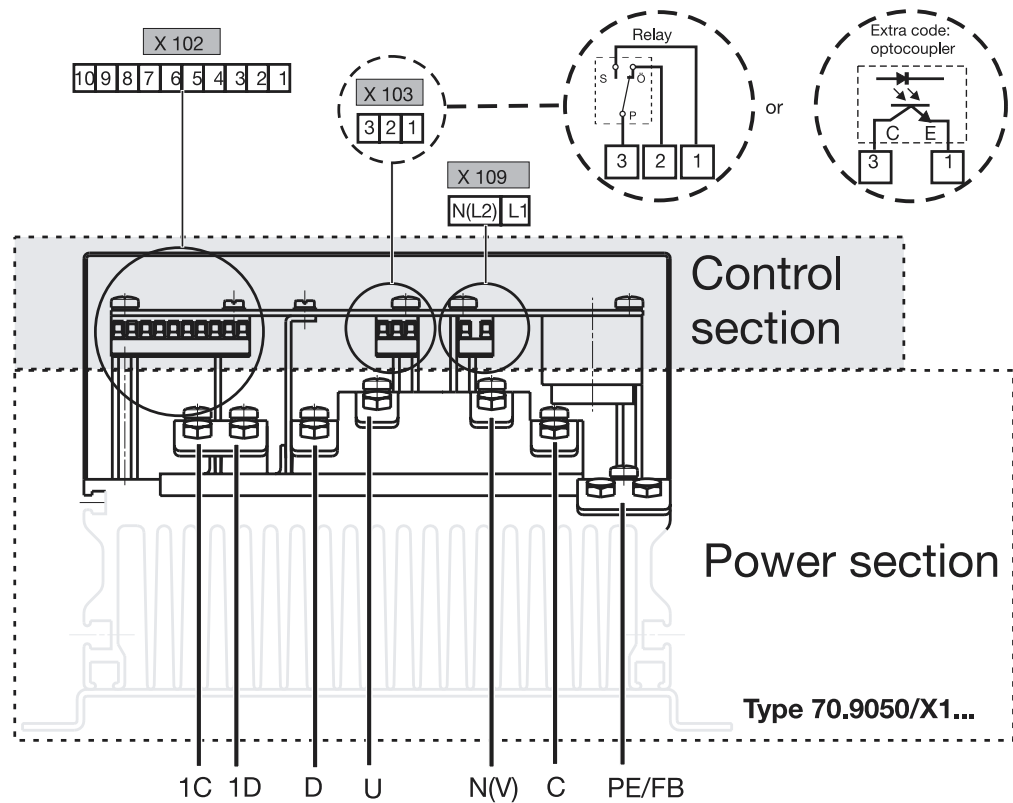 X 102
10 9 8 7 6 5 4 3 2 1
X 103
3 2 1
X 109
N(L2) L1
Relay
S Ö
P
3 2 1
or
Extra code:
optocoupler
C E
3 1
Control
section
Power section
Type 70.9050/X1...
1C 1D D U N(V) C PE/FB